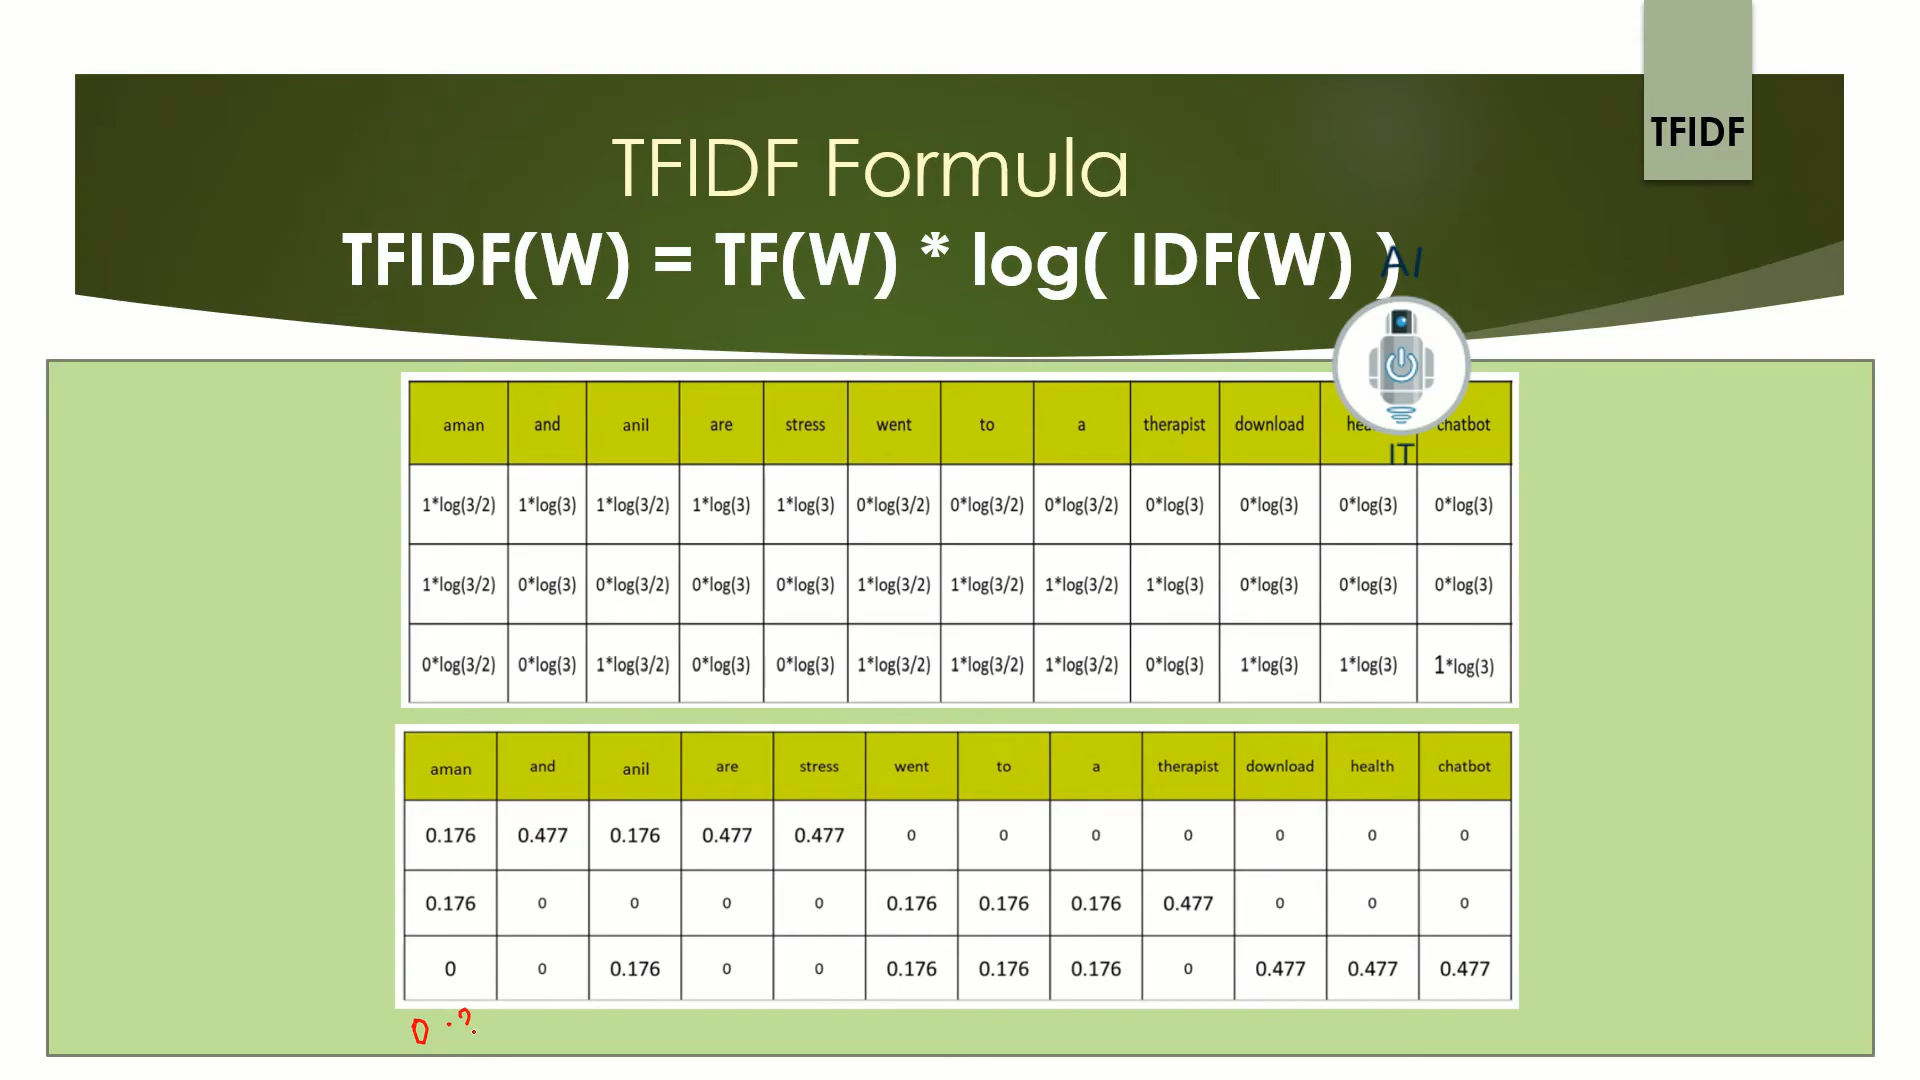 TFIDF
TFIDF Formula
TFIDF(W) = TF(W) * log( IDF(W) )
AI
IT
aman and anil are stress went to a therapist download chatbot
1*log(3/2) 1*log(3) 1*log(3/2) 1*log(3) 1*log(3) 0*log(3/2) 0*log(3/2) 0*log(3/2) 0*log(3) 0*log(3) 0*log(3) 0*log(3)
1*log(3/2) 0*log(3) 0*log(3/2) 0*log(3) 0*log(3) 1*log(3/2) 1*log(3/2) 1*log(3/2) 1*log(3) 0*log(3) 0*log(3) 0*log(3)
0*log(3/2) 0*log(3) 1*log(3/2) 0*log(3) 0*log(3) 1*log(3/2) 1*log(3/2) 1*log(3/2) 0*log(3) 1*log(3) 1*log(3) 1*log(3)
aman and anil are stress went to a therapist download health chatbot
0.176 0.477 0.176 0.477 0.477 0 0 0 0 0 0 0
0.176 0 0 0 0 0.176 0.176 0.176 0.477 0 0 0
0 0 0.176 0 0 0.176 0.176 0.176 0 0.477 0.477 0.477